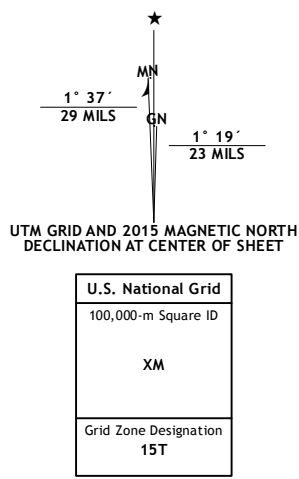 MN
1° 37´
29 MILS
GN
1° 19´
23 MILS
UTM GRID AND 2015 MAGNETIC NORTH
DECLINATION AT CENTER OF SHEET
U.S. National Grid
100,000-m Square ID
XM
Grid Zone Designation
15T